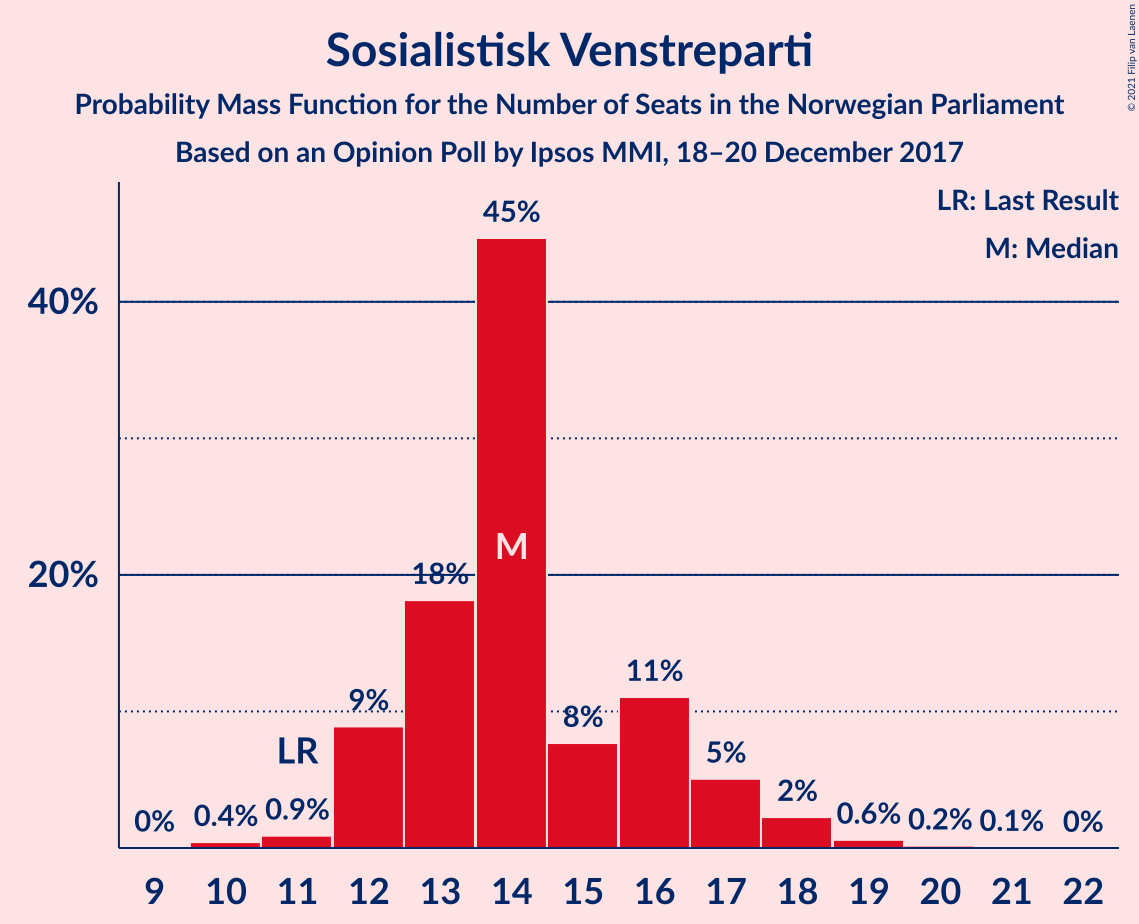 Sosialistisk Venstreparti
Probability Mass Function for the Number of Seats in the Norwegian Parliament
Based on an Opinion Poll by Ipsos MMI, 18–20 December 2017
© 2021 Filip van Laenen
LR: Last Result
M: Median
40%
20%
0%
0.4%
0.9%
LR
9%
18%
45%
M
8%
11%
5%
2%
0.6%
0.2%
0.1%
0%
9 10 11 12 13 14 15 16 17 18 19 20 21 22